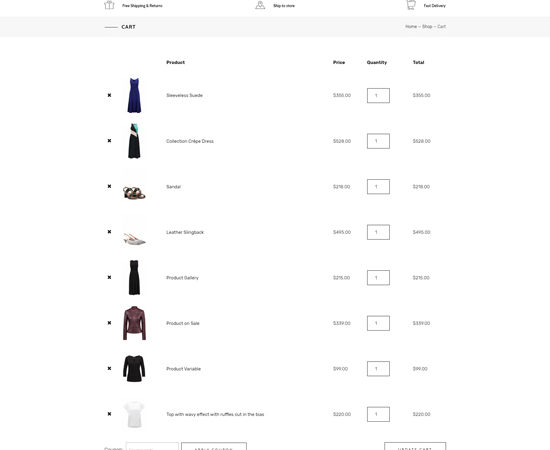 Free Shipping & Returns Ship to store Fast Delivery
CART Home – Shop – Cart
Product Price Quantity Total
Sleeveless Suede $355.00 1 $355.00
Collection Crêpe Dress $528.00 1 $528.00
Sandal $218.00 1 $218.00
Leather Slingback $495.00 1 $495.00
Product Gallery $215.00 1 $215.00
Product on Sale $339.00 1 $339.00
Product Variable $99.00 1 $99.00
Top with wavy effect with ruffles cut in the bias $220.00 1 $220.00
APPLY COUPON UPDATE CART